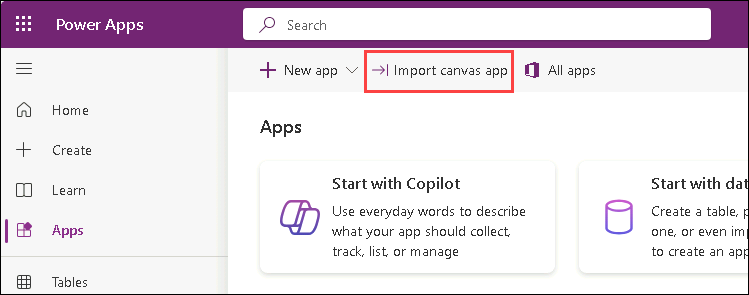 Power Apps
Search
New app
Import canvas app
All apps
Home
Create
Learn
Apps
Tables
Apps
Start with Copilot
Use everyday words to describe
what your app should collect,
track, list, or manage
Start with dat
Create a table, p
one, or even imp
to create an app